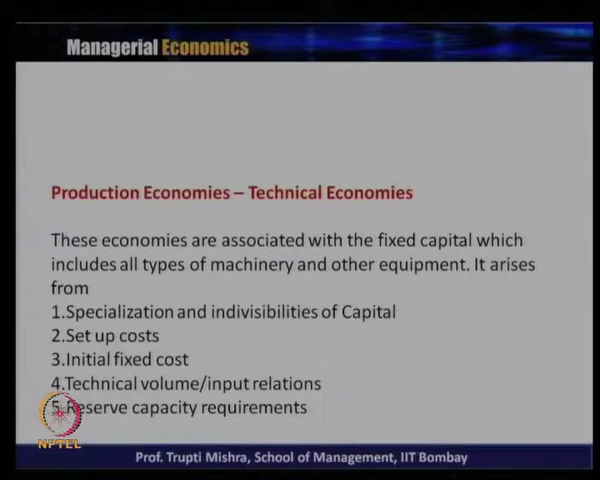 Managerial Economics
Production Economies – Technical Economies
These economies are associated with the fixed capital which
includes all types of machinery and other equipment. It arises
from
1.Specialization and indivisibilities of Capital
2.Set up costs
3.Initial fixed cost
4.Technical volume/input relations
5.Reserve capacity requirements
NPTEL
Prof. Trupti Mishra, School of Management, IIT Bombay